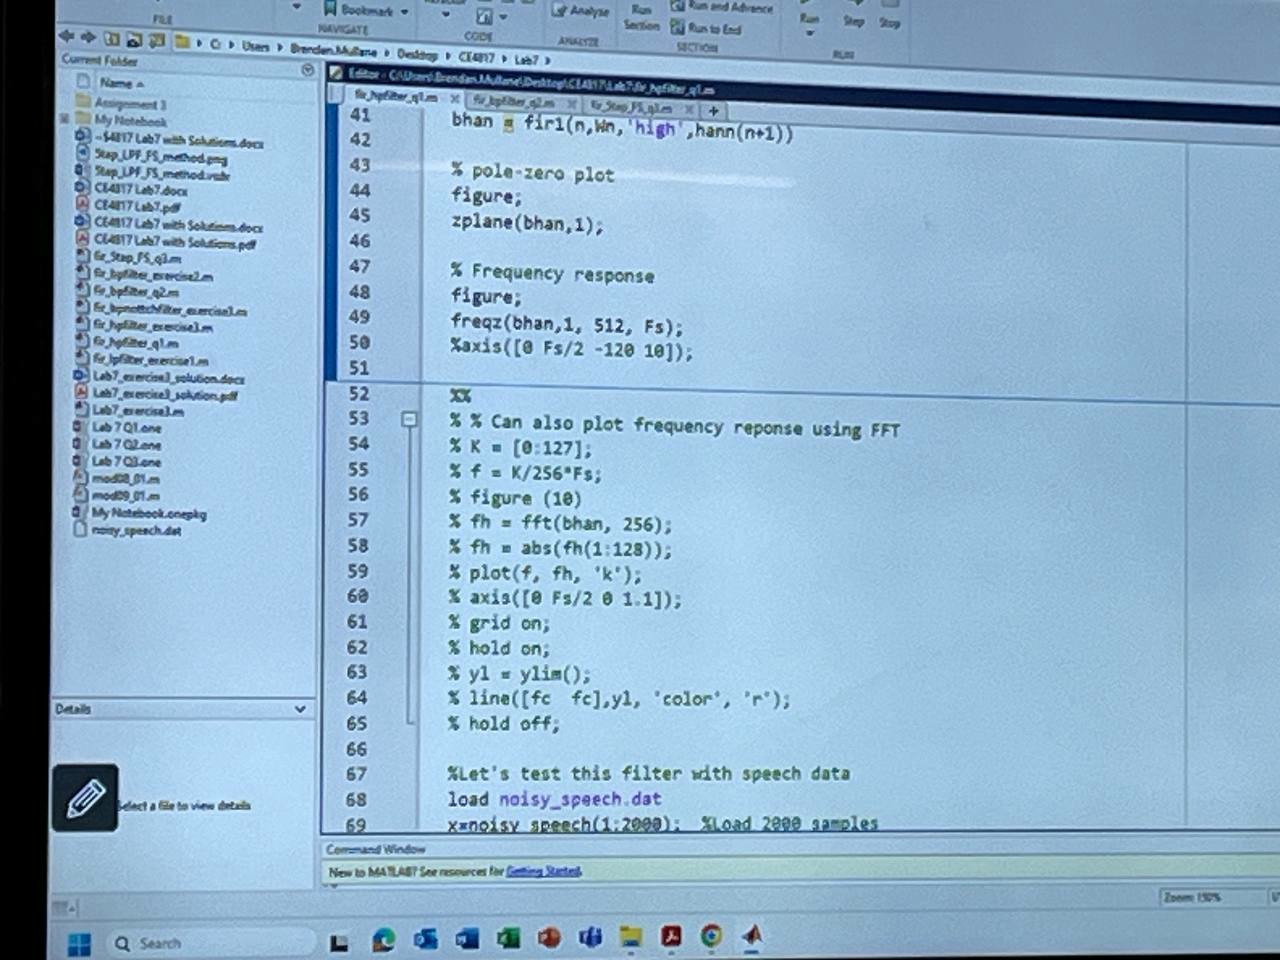 FILE
Bookmark
NAVIGATE
CODE
Analyse
ANALYZE
Run
Section
Run and Advance
Run to End
SECTION
Run
Step
Stop
RUN
C: ▸ Users ▸ Brendan.Mullane ▸ Desktop ▸ CE4817 ▸ Lab7 ▸
Current Folder
Name
Assignment 3
My Notebook
~$4817 Lab7 with Solutions.docx
5tap_LPF_FS_method.png
5tap_LPF_FS_method.vsdx
CE4817 Lab7.docx
CE4817 Lab7.pdf
CE4817 Lab7 with Solutions.docx
CE4817 Lab7 with Solutions.pdf
fir_5tap_FS_q3.m
fir_bpfilter_exercise2.m
fir_bpfilter_q2.m
fir_bpnottchfilter_exercise3.m
fir_hpfilter_exercise3.m
fir_hpfilter_q1.m
fir_lpfilter_exercise1.m
Lab7_exercise3_solution.docx
Lab7_exercise3_solution.pdf
Lab7_exercise3.m
Lab 7 Q1.one
Lab 7 Q2.one
Lab 7 Q3.one
mod08_01.m
mod09_01.m
My Notebook.onepkg
noisy_speech.dat
Details
Select a file to view details
Editor - C:\Users\Brendan.Mullane\Desktop\CE4817\Lab7\fir_hpfilter_q1.m
fir_hpfilter_q1.m × fir_bpfilter_q2.m × fir_5tap_FS_q3.m × +
41 bhan = fir1(n,Wn,'high',hann(n+1))
42
43 % pole-zero plot
44 figure;
45 zplane(bhan,1);
46
47 % Frequency response
48 figure;
49 freqz(bhan,1, 512, Fs);
50 %axis([0 Fs/2 -120 10]);
51
52 %%
53 % % Can also plot frequency reponse using FFT
54 % K = [0:127];
55 % f = K/256*Fs;
56 % figure (10)
57 % fh = fft(bhan, 256);
58 % fh = abs(fh(1:128));
59 % plot(f, fh, 'k');
60 % axis([0 Fs/2 0 1.1]);
61 % grid on;
62 % hold on;
63 % yl = ylim();
64 % line([fc fc],yl, 'color', 'r');
65 % hold off;
66
67 %Let's test this filter with speech data
68 load noisy_speech.dat
69 x=noisy_speech(1:2000); %Load 2000 samples
Command Window
New to MATLAB? See resources for Getting Started.
Zoom: 150%
Search